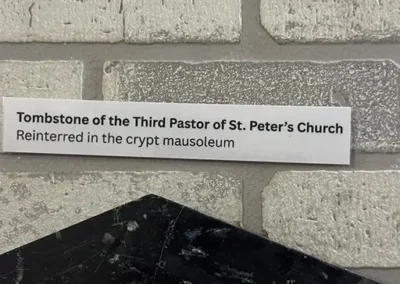 Tombstone of the Third Pastor of St. Peter's Church
Reinterred in the crypt mausoleum